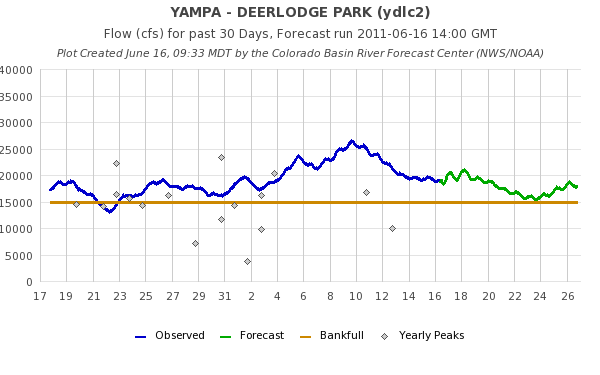 YAMPA - DEERLODGE PARK (ydlc2)
Flow (cfs) for past 30 Days, Forecast run 2011-06-16 14:00 GMT
Plot Created June 16, 09:33 MDT by the Colorado Basin River Forecast Center (NWS/NOAA)
40000
35000
30000
25000
20000
15000
10000
5000
0
17 19 21 23 25 27 29 31 2 4 6 8 10 12 14 16 18 20 22 24 26
Observed Forecast Bankfull Yearly Peaks